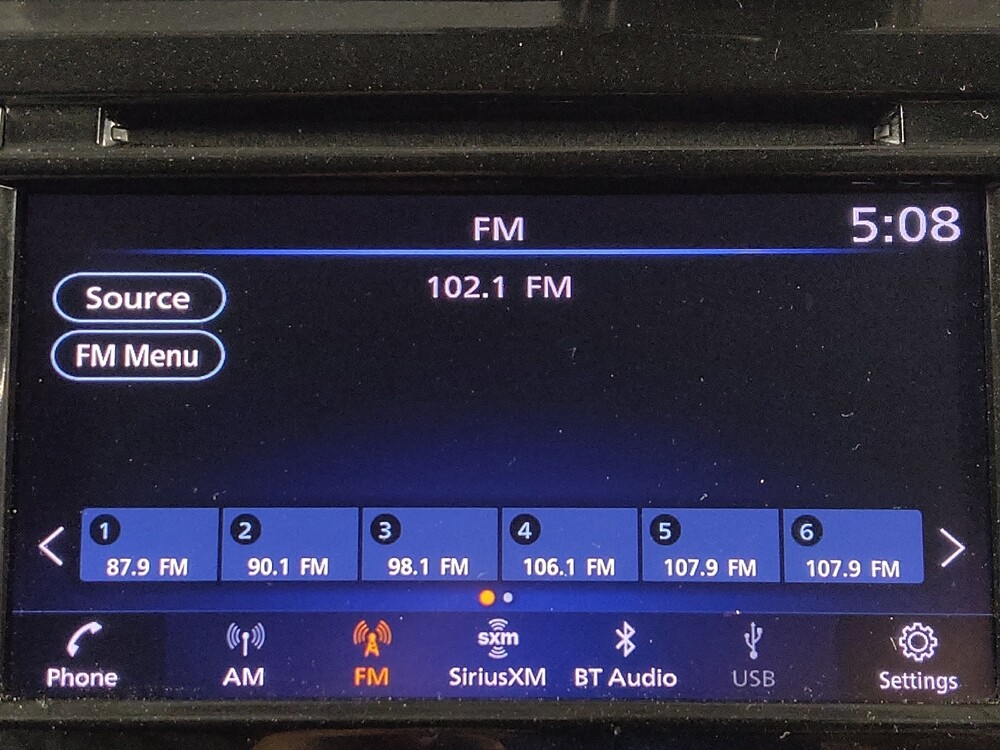 FM 5:08
102.1 FM
Source
FM Menu
1 2 3 4 5 6
87.9 FM 90.1 FM 98.1 FM 106.1 FM 107.9 FM 107.9 FM
sxm
Phone AM FM SiriusXM BT Audio USB Settings